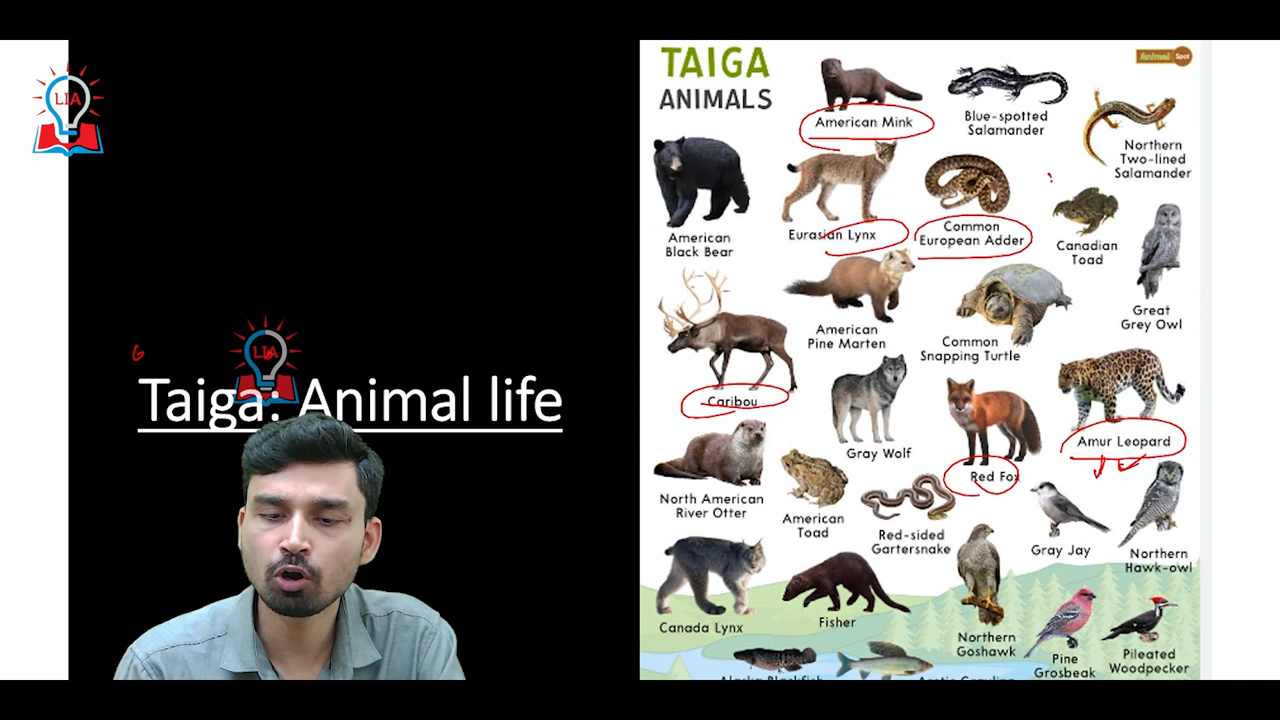 LIA
LIA
Taiga: Animal life
TAIGA
ANIMALS
Animal Spot
American Mink
Blue-spotted
Salamander
Northern
Two-lined
Salamander
American
Black Bear
Eurasian Lynx
Common
European Adder
Canadian
Toad
Great
Grey Owl
American
Pine Marten
Common
Snapping Turtle
Caribou
Gray Wolf
Red Fox
Amur Leopard
North American
River Otter
American
Toad
Red-sided
Gartersnake
Gray Jay
Northern
Hawk-owl
Canada Lynx
Fisher
Northern
Goshawk
Pine
Grosbeak
Pileated
Woodpecker